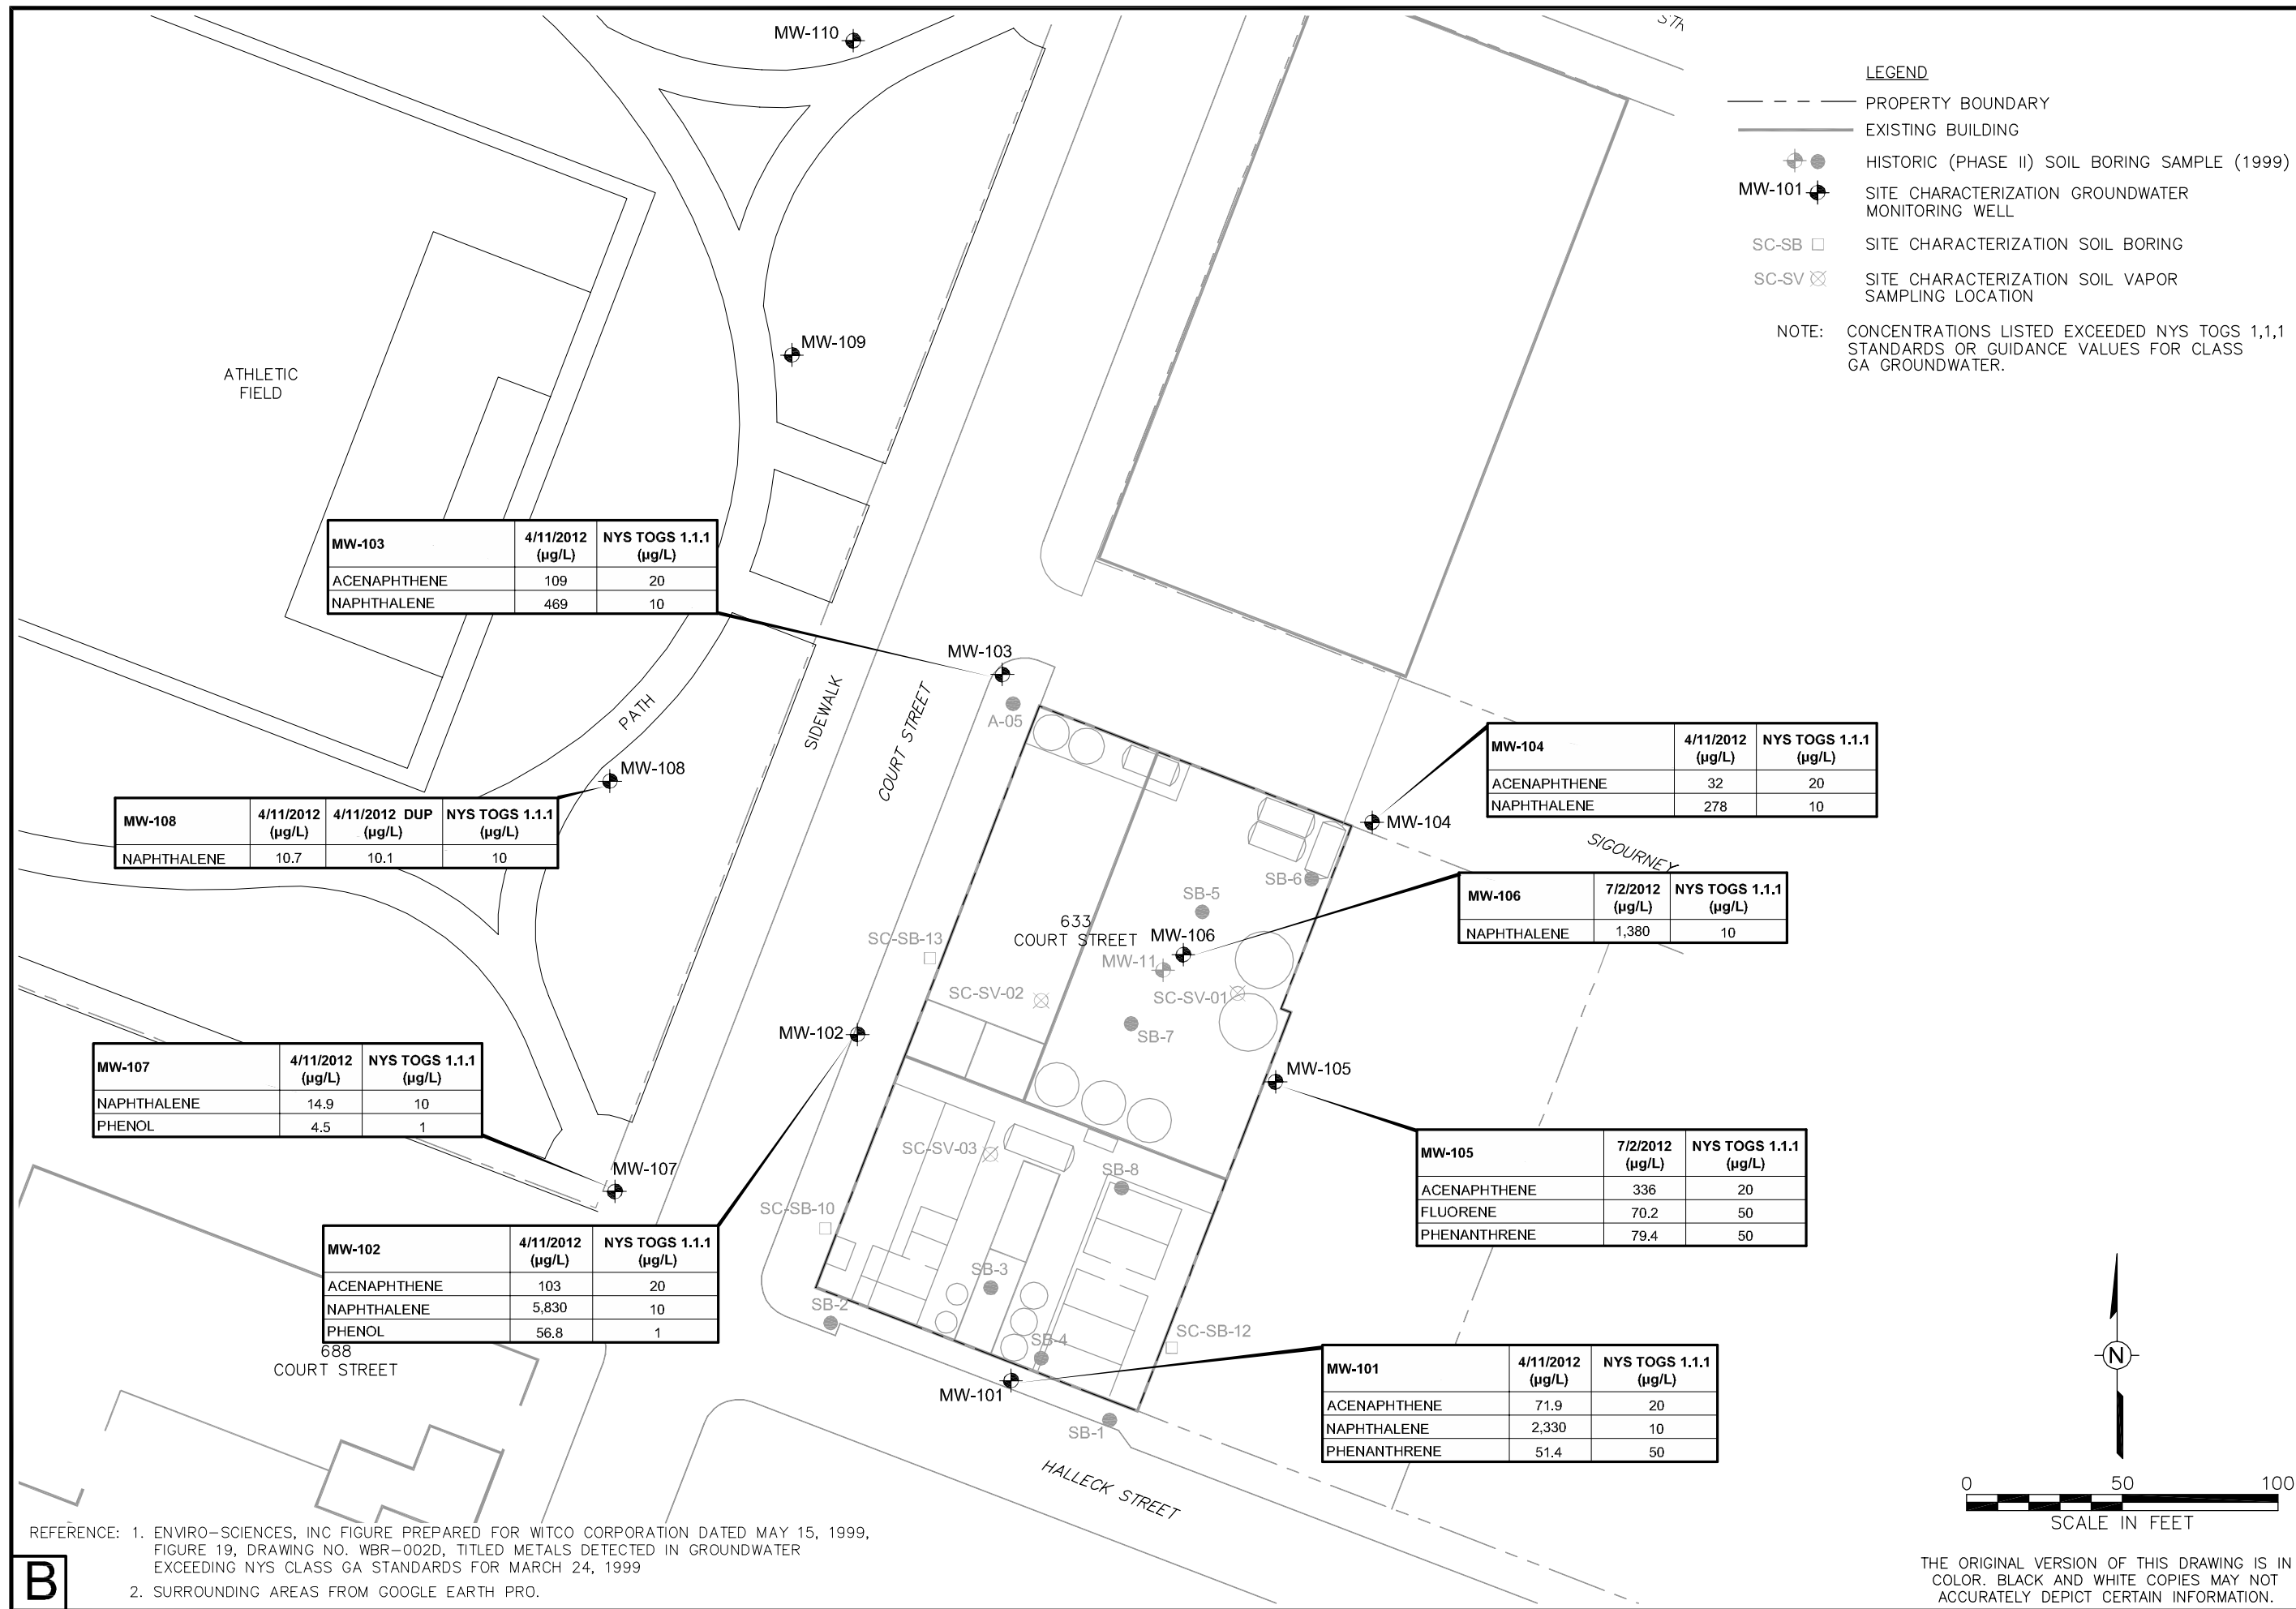 MW-110
LEGEND
PROPERTY BOUNDARY
EXISTING BUILDING
HISTORIC (PHASE II) SOIL BORING SAMPLE (1999)
MW-101
SITE CHARACTERIZATION GROUNDWATER
MONITORING WELL
SC-SB
SITE CHARACTERIZATION SOIL BORING
SC-SV
SITE CHARACTERIZATION SOIL VAPOR
SAMPLING LOCATION
NOTE: CONCENTRATIONS LISTED EXCEEDED NYS TOGS 1,1,1
STANDARDS OR GUIDANCE VALUES FOR CLASS
GA GROUNDWATER.
MW-109
ATHLETIC
FIELD
MW-103 4/11/2012 (µg/L) NYS TOGS 1.1.1 (µg/L)
ACENAPHTHENE 109 20
NAPHTHALENE 469 10
MW-103
A-05
PATH
SIDEWALK
COURT STREET
MW-108
MW-108 4/11/2012 (µg/L) 4/11/2012 DUP (µg/L) NYS TOGS 1.1.1 (µg/L)
NAPHTHALENE 10.7 10.1 10
MW-104 4/11/2012 (µg/L) NYS TOGS 1.1.1 (µg/L)
ACENAPHTHENE 32 20
NAPHTHALENE 278 10
MW-104
SIGOURNEY
SB-6
SB-5
MW-106 7/2/2012 (µg/L) NYS TOGS 1.1.1 (µg/L)
NAPHTHALENE 1,380 10
633
COURT STREET
MW-106
SC-SB-13
MW-11
SC-SV-02
SC-SV-01
SB-7
MW-102
MW-105
MW-107 4/11/2012 (µg/L) NYS TOGS 1.1.1 (µg/L)
NAPHTHALENE 14.9 10
PHENOL 4.5 1
MW-107
SC-SV-03
SB-8
MW-105 7/2/2012 (µg/L) NYS TOGS 1.1.1 (µg/L)
ACENAPHTHENE 336 20
FLUORENE 70.2 50
PHENANTHRENE 79.4 50
SC-SB-10
MW-102 4/11/2012 (µg/L) NYS TOGS 1.1.1 (µg/L)
ACENAPHTHENE 103 20
NAPHTHALENE 5,830 10
PHENOL 56.8 1
SB-3
SB-2
SB-4
SC-SB-12
688
COURT STREET
MW-101
SB-1
MW-101 4/11/2012 (µg/L) NYS TOGS 1.1.1 (µg/L)
ACENAPHTHENE 71.9 20
NAPHTHALENE 2,330 10
PHENANTHRENE 51.4 50
HALLECK STREET
N
0 50 100
SCALE IN FEET
REFERENCE: 1. ENVIRO-SCIENCES, INC FIGURE PREPARED FOR WITCO CORPORATION DATED MAY 15, 1999,
FIGURE 19, DRAWING NO. WBR-002D, TITLED METALS DETECTED IN GROUNDWATER
EXCEEDING NYS CLASS GA STANDARDS FOR MARCH 24, 1999
2. SURROUNDING AREAS FROM GOOGLE EARTH PRO.
B
THE ORIGINAL VERSION OF THIS DRAWING IS IN
COLOR. BLACK AND WHITE COPIES MAY NOT
ACCURATELY DEPICT CERTAIN INFORMATION.